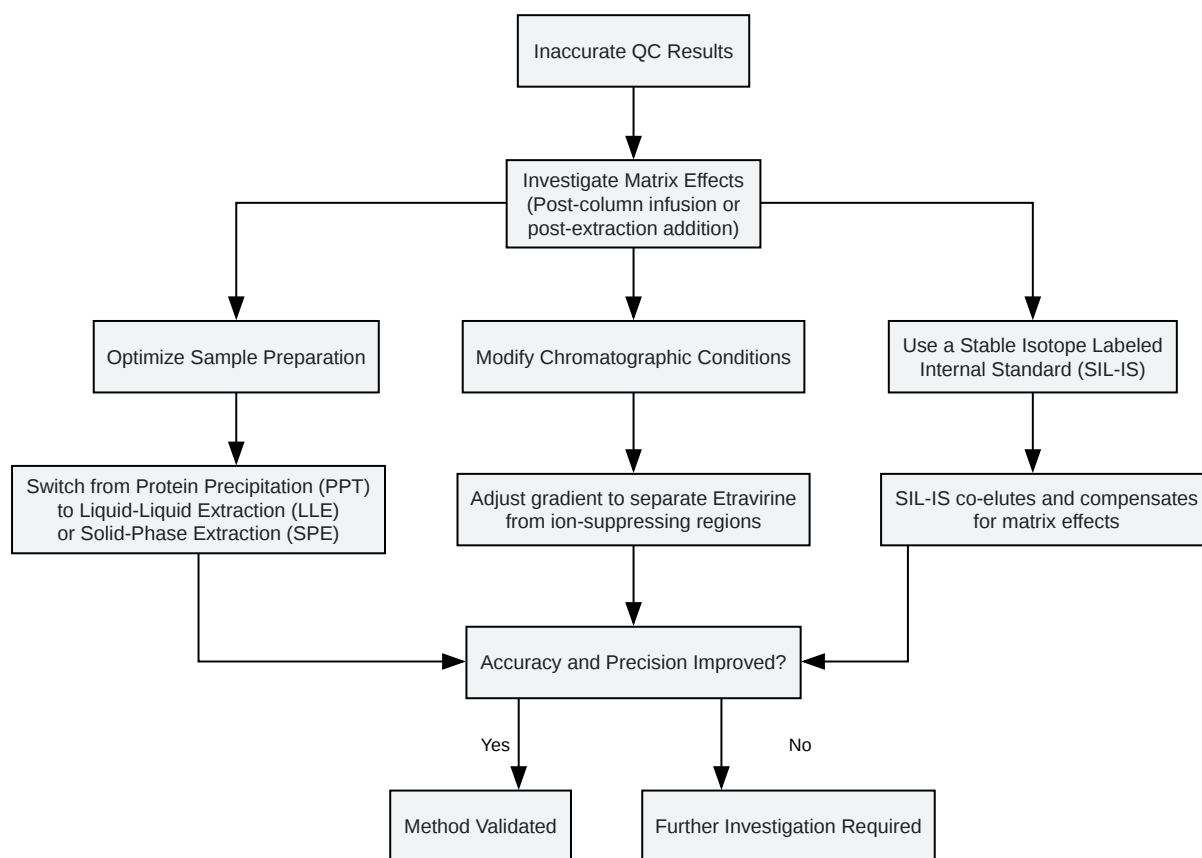 Inaccurate QC Results
Investigate Matrix Effects
(Post-column infusion or
post-extraction addition)
Optimize Sample Preparation
Modify Chromatographic Conditions
Use a Stable Isotope Labeled
Internal Standard (SIL-IS)
Switch from Protein Precipitation (PPT)
to Liquid-Liquid Extraction (LLE)
or Solid-Phase Extraction (SPE)
Adjust gradient to separate Etravirine
from ion-suppressing regions
SIL-IS co-elutes and compensates
for matrix effects
Accuracy and Precision Improved?
Yes
No
Method Validated
Further Investigation Required